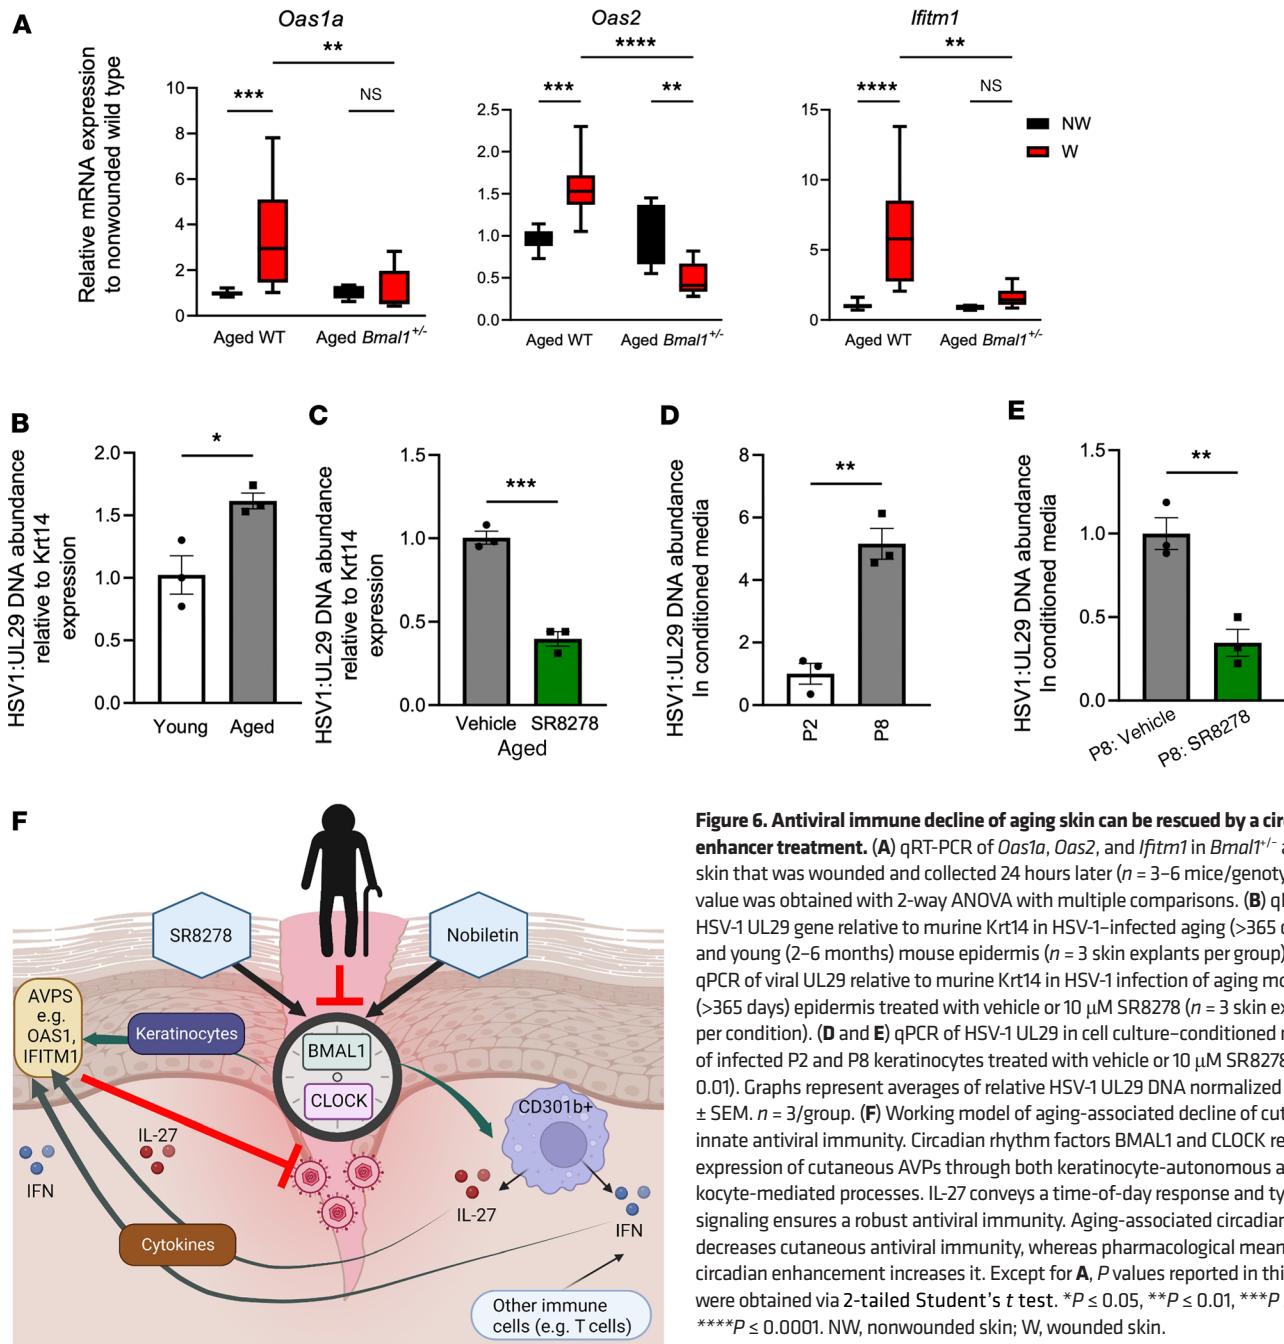 A
Oas1a
Oas2
Ifitm1
Relative mRNA expression
to nonwounded wild type
**
****
**
***
NS
***
**
****
NS
10
8
6
4
2
0
2.5
2.0
1.5
1.0
0.5
0.0
15
10
5
0
NW
W
Aged WT
Aged Bmal1+/-
Aged WT
Aged Bmal1+/-
Aged WT
Aged Bmal1+/-
B
HSV1:UL29 DNA abundance
relative to Krt14
expression
2.0
1.5
1.0
0.5
0.0
*
Young
Aged
C
HSV1:UL29 DNA abundance
relative to Krt14
expression
1.5
1.0
0.5
0.0
***
Vehicle
SR8278
Aged
D
HSV1:UL29 DNA abundance
In conditioned media
8
6
4
2
0
**
P2
P8
E
HSV1:UL29 DNA abundance
In conditioned media
1.5
1.0
0.5
0.0
**
P8: Vehicle
P8: SR8278
F
SR8278
Nobiletin
AVPS
e.g.
OAS1,
IFITM1
Keratinocytes
BMAL1
CLOCK
CD301b+
IL-27
IFN
IL-27
IFN
Cytokines
Other immune
cells (e.g. T cells)
Figure 6. Antiviral immune decline of aging skin can be rescued by a cir
enhancer treatment. (A) qRT-PCR of Oas1a, Oas2, and Ifitm1 in Bmal1+/– a
skin that was wounded and collected 24 hours later (n = 3–6 mice/genoty
value was obtained with 2-way ANOVA with multiple comparisons. (B) q
HSV-1 UL29 gene relative to murine Krt14 in HSV-1–infected aging (>365 d
and young (2–6 months) mouse epidermis (n = 3 skin explants per group)
qPCR of viral UL29 relative to murine Krt14 in HSV-1 infection of aging mo
(>365 days) epidermis treated with vehicle or 10 μM SR8278 (n = 3 skin ex
per condition). (D and E) qPCR of HSV-1 UL29 in cell culture–conditioned
of infected P2 and P8 keratinocytes treated with vehicle or 10 μM SR8278
0.01). Graphs represent averages of relative HSV-1 UL29 DNA normalized
± SEM. n = 3/group. (F) Working model of aging-associated decline of cut
innate antiviral immunity. Circadian rhythm factors BMAL1 and CLOCK re
expression of cutaneous AVPs through both keratinocyte-autonomous a
kocyte-mediated processes. IL-27 conveys a time-of-day response and ty
signaling ensures a robust antiviral immunity. Aging-associated circadian
decreases cutaneous antiviral immunity, whereas pharmacological mean
circadian enhancement increases it. Except for A, P values reported in thi
were obtained via 2-tailed Student's t test. *P ≤ 0.05, **P ≤ 0.01, ***P
****P ≤ 0.0001. NW, nonwounded skin; W, wounded skin.